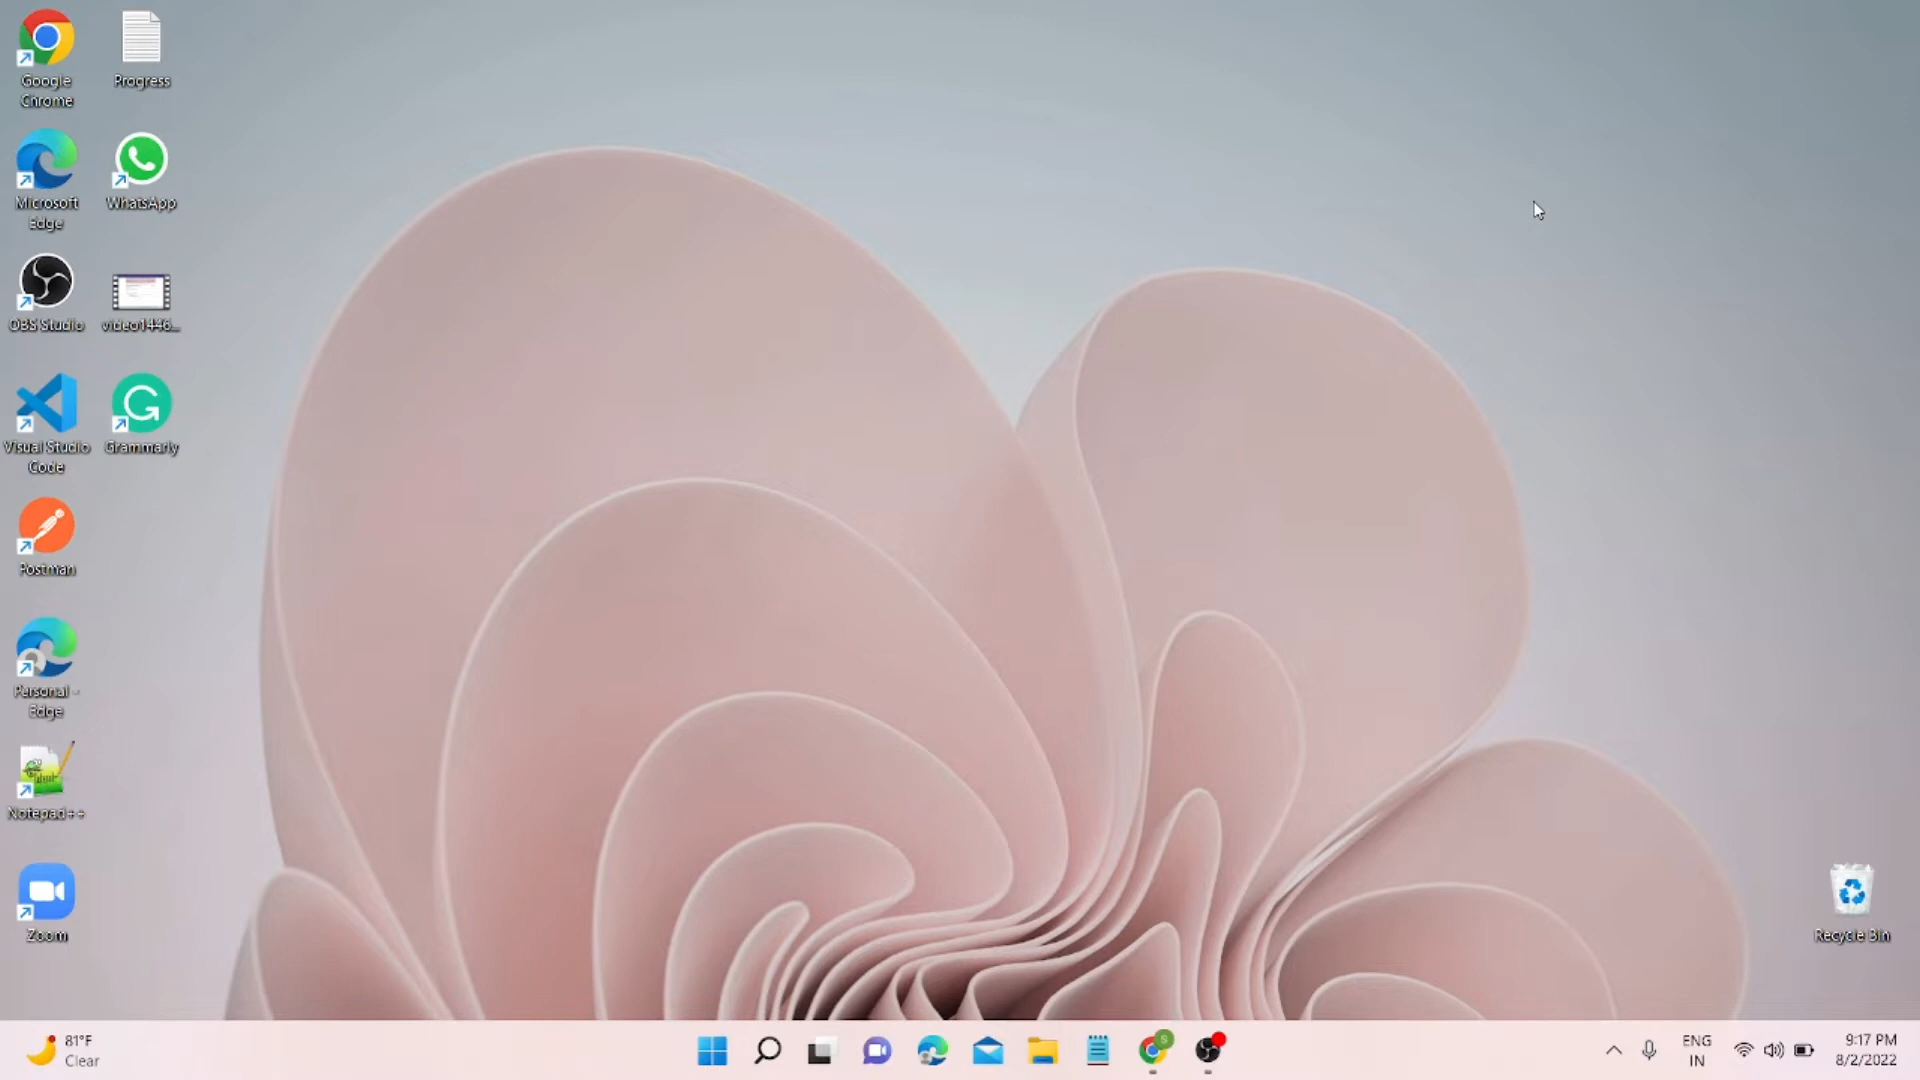 Google
Chrome
Progress
Microsoft
Edge
WhatsApp
OBS Studio
video1446...
Visual Studio
Code
Grammarly
Postman
Personal -
Edge
Notepad++
Zoom
Recycle Bin
81°F
Clear
S
ENG
IN
9:17 PM
8/2/2022